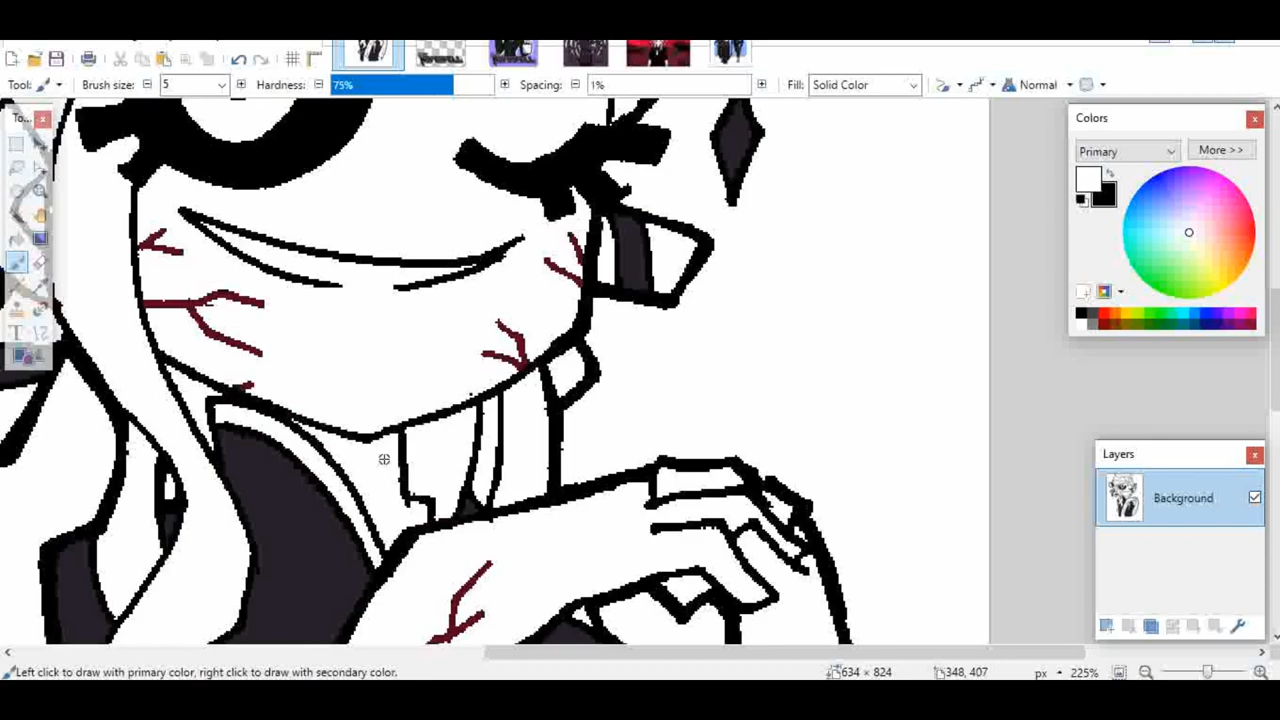 Tool: Brush size: 5 Hardness: 75% Spacing: 1% Fill: Solid Color Normal
To...
Colors
Primary More >>
Layers
Background
Left click to draw with primary color, right click to draw with secondary color. 634 × 824 348, 407 px 225%